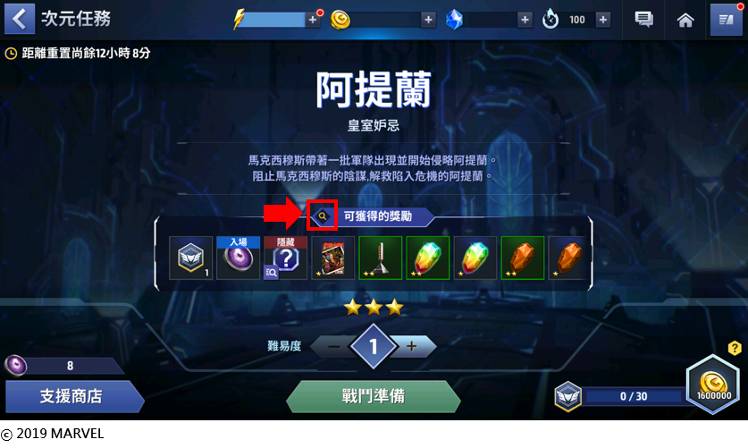 次元任務
100
距離重置尚餘12小時 8分
阿提蘭
皇室妒忌
馬克西穆斯帶著一批軍隊出現並開始侵略阿提蘭。
阻止馬克西穆斯的陰謀,解救陷入危機的阿提蘭。
可獲得的獎勵
1
入場
隱藏
?
難易度
− 1 +
8
支援商店
戰鬥準備
0 / 30
?
1600000
© 2019 MARVEL